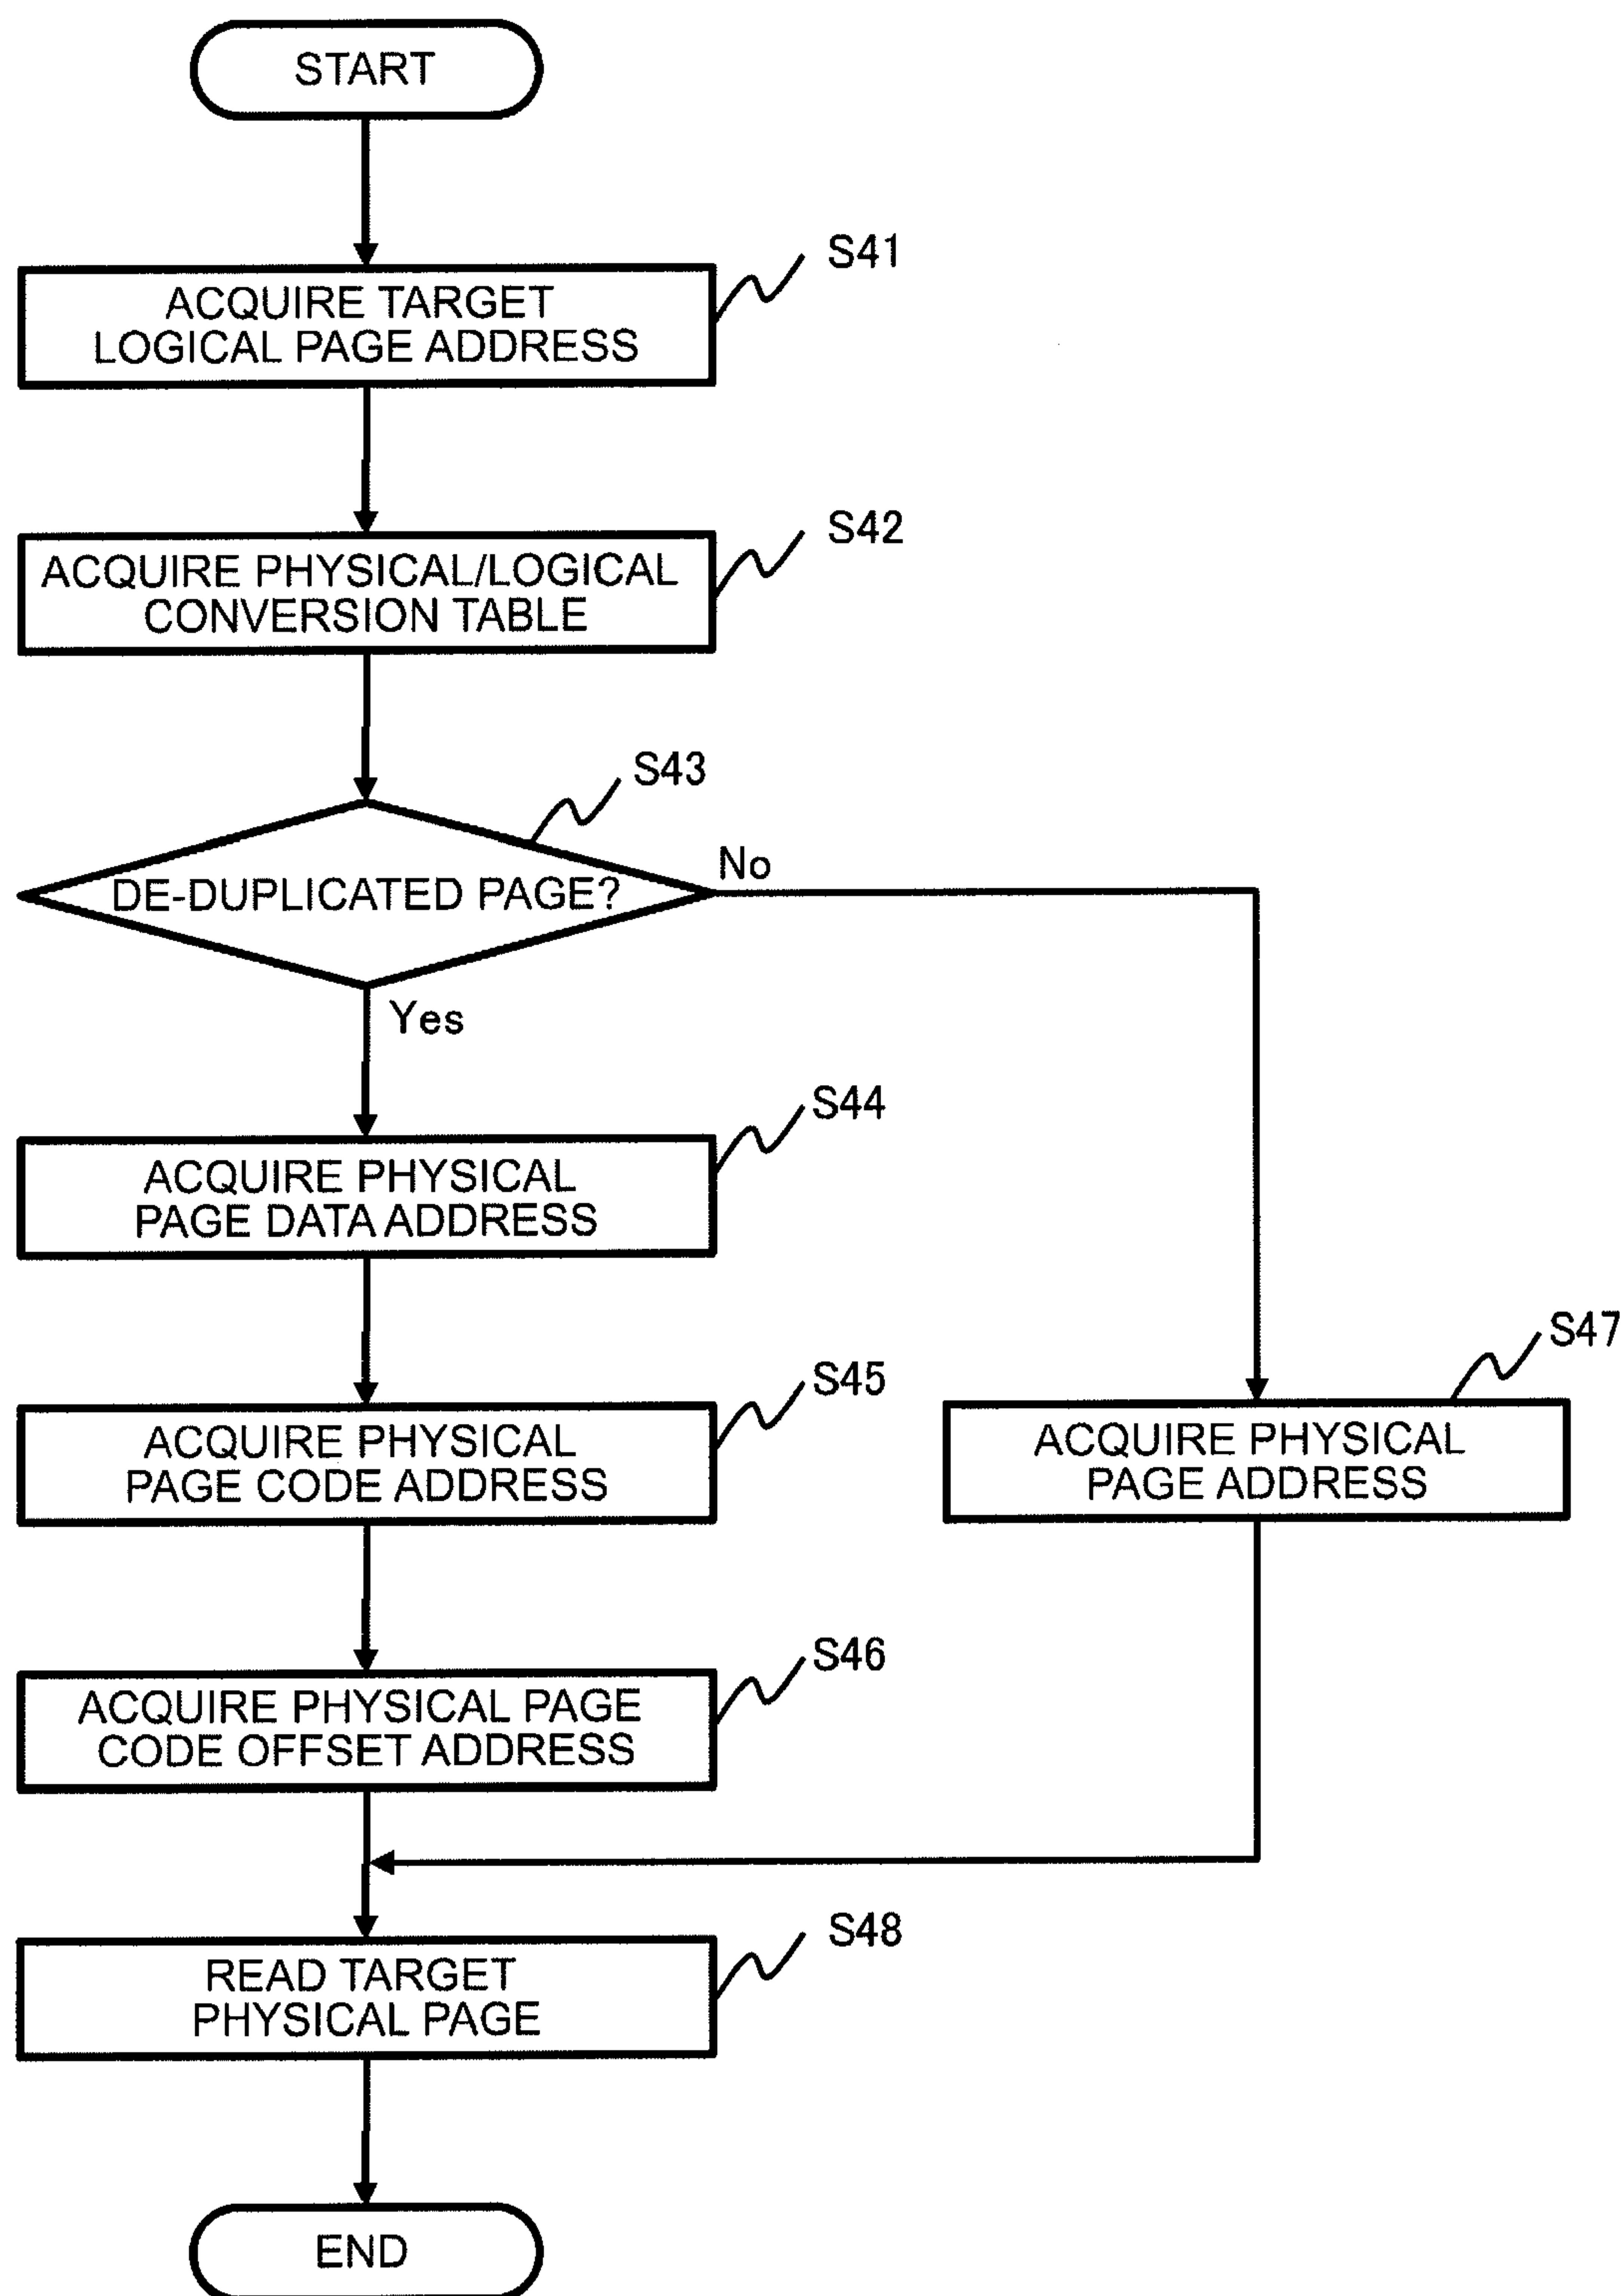 START
S41
ACQUIRE TARGET
LOGICAL PAGE ADDRESS
S42
ACQUIRE PHYSICAL/LOGICAL
CONVERSION TABLE
S43
DE-DUPLICATED PAGE?
No
Yes
S44
ACQUIRE PHYSICAL
PAGE DATA ADDRESS
S45
ACQUIRE PHYSICAL
PAGE CODE ADDRESS
S47
ACQUIRE PHYSICAL
PAGE ADDRESS
S46
ACQUIRE PHYSICAL PAGE
CODE OFFSET ADDRESS
S48
READ TARGET
PHYSICAL PAGE
END